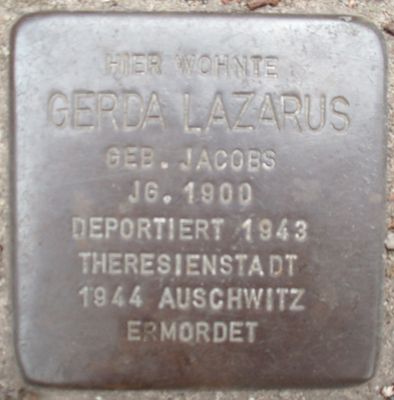 HIER WOHNTE
GERDA LAZARUS
GEB. JACOBS
JG. 1900
DEPORTIERT 1943
THERESIENSTADT
1944 AUSCHWITZ
ERMORDET